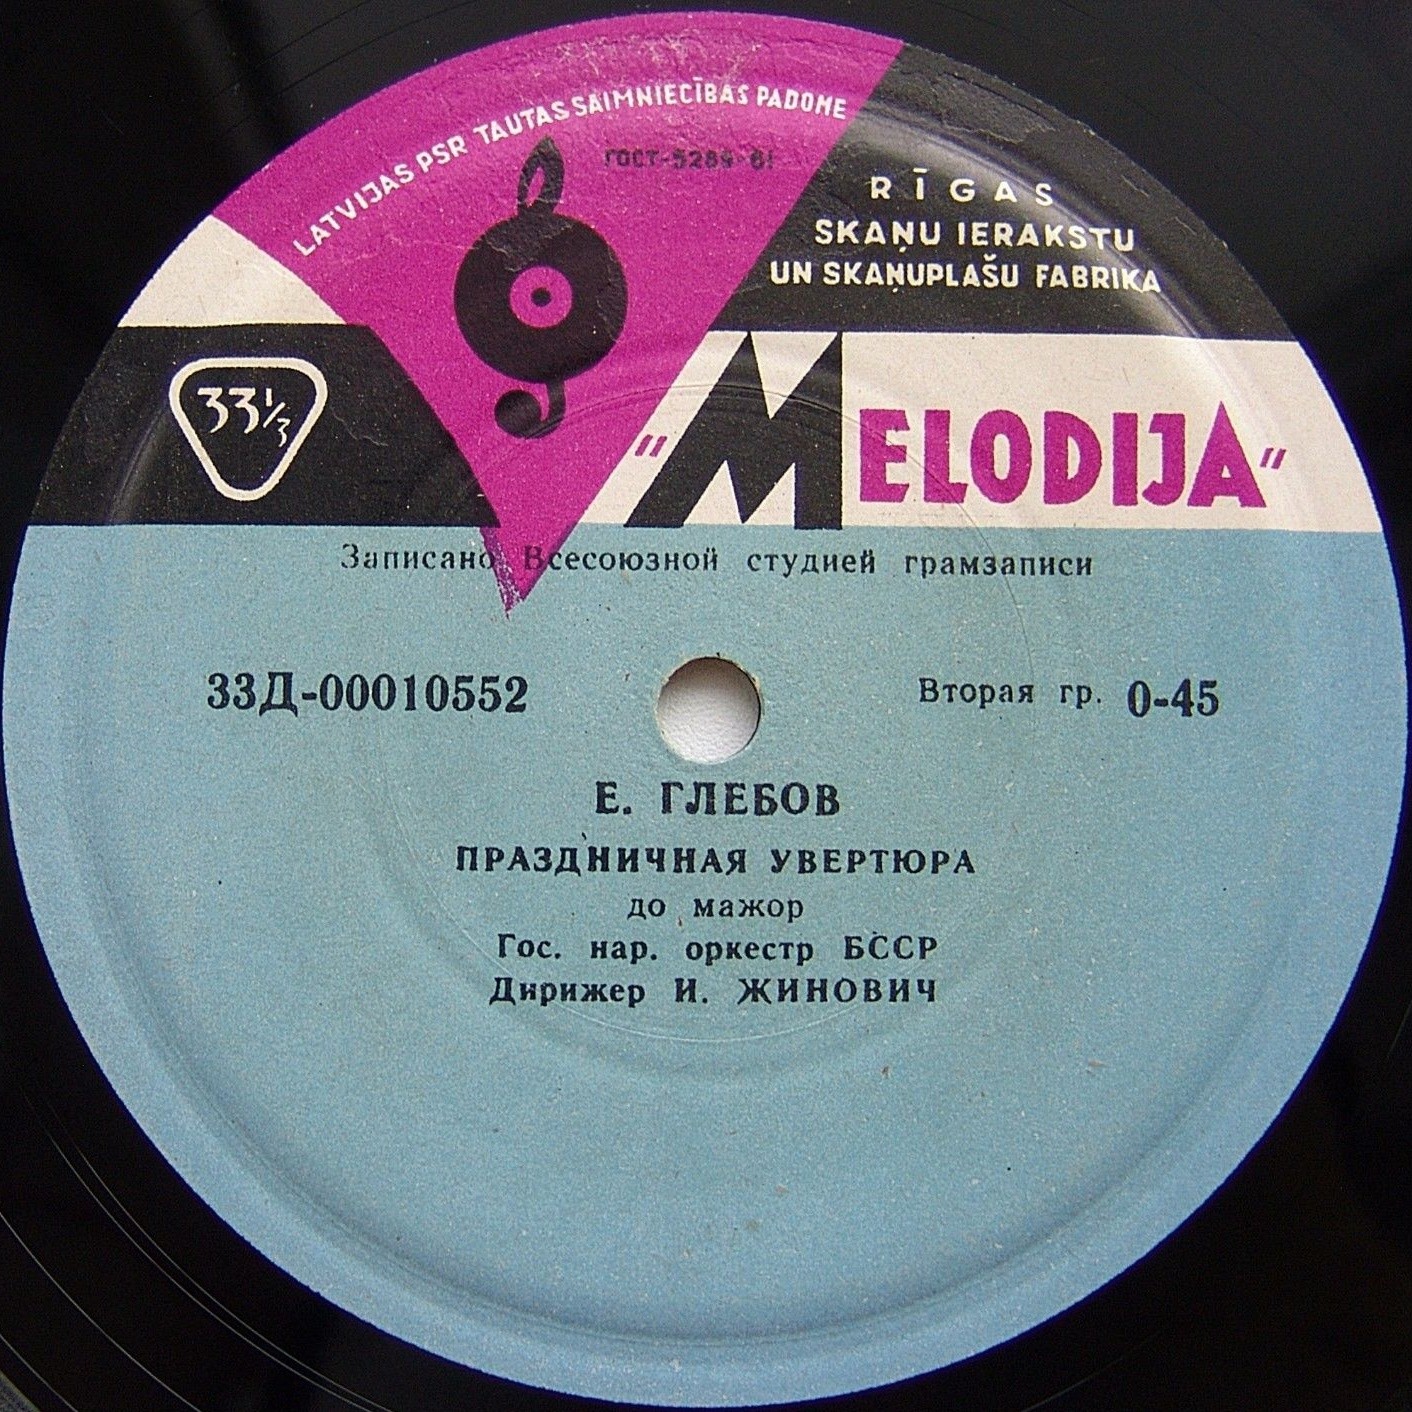 LATVIJAS PSR TAUTAS SAIMNIECĪBAS PADOME
ГОСТ-5289-61
RĪGAS
SKAŅU IERAKSTU
UN SKAŅUPLAŠU FABRIKA
33⅓
"MELODIJA"
Записано Всесоюзной студией грамзаписи
33Д-00010552
Вторая гр. 0-45
Е. ГЛЕБОВ
ПРАЗДНИЧНАЯ УВЕРТЮРА
до мажор
Гос. нар. оркестр БССР
Дирижер И. ЖИНОВИЧ